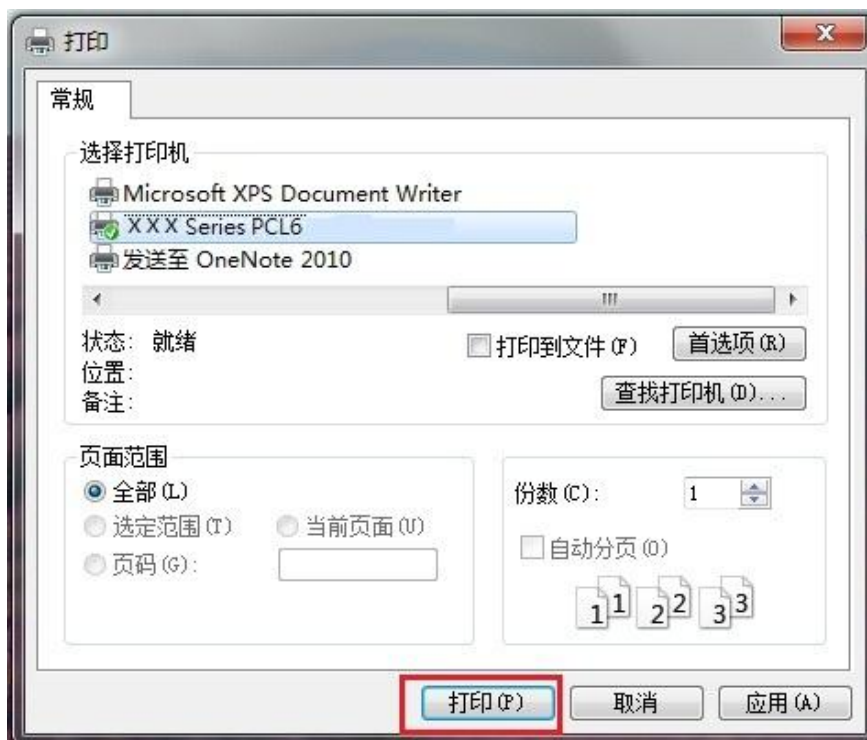 打印
常规
选择打印机
Microsoft XPS Document Writer
XXX Series PCL6
发送至 OneNote 2010
状态: 就绪
打印到文件(F)
首选项(R)
位置:
查找打印机(D)...
备注:
页面范围
全部(L)
份数(C): 1
选定范围(T) 当前页面(U)
自动分页(O)
页码(G):
1 1 2 2 3 3
打印(P) 取消 应用(A)